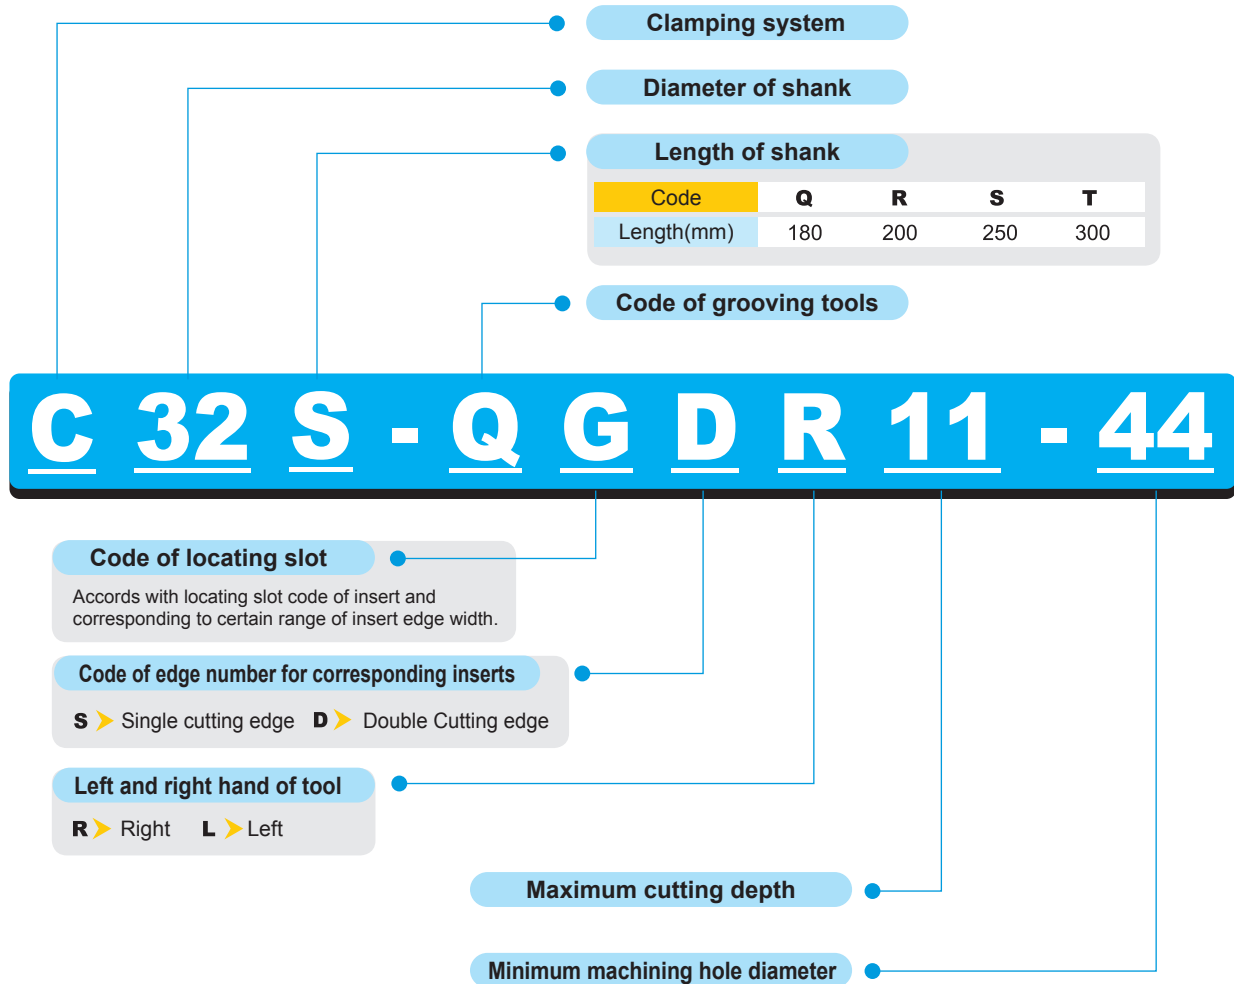 Clamping system
Diameter of shank
Length of shank
Code Q R S T
Length(mm) 180 200 250 300
Code of grooving tools
C 32 S - Q G D R 11 - 44
Code of locating slot
Accords with locating slot code of insert and
corresponding to certain range of insert edge width.
Code of edge number for corresponding inserts
S Single cutting edge D Double Cutting edge
Left and right hand of tool
R Right L Left
Maximum cutting depth
Minimum machining hole diameter